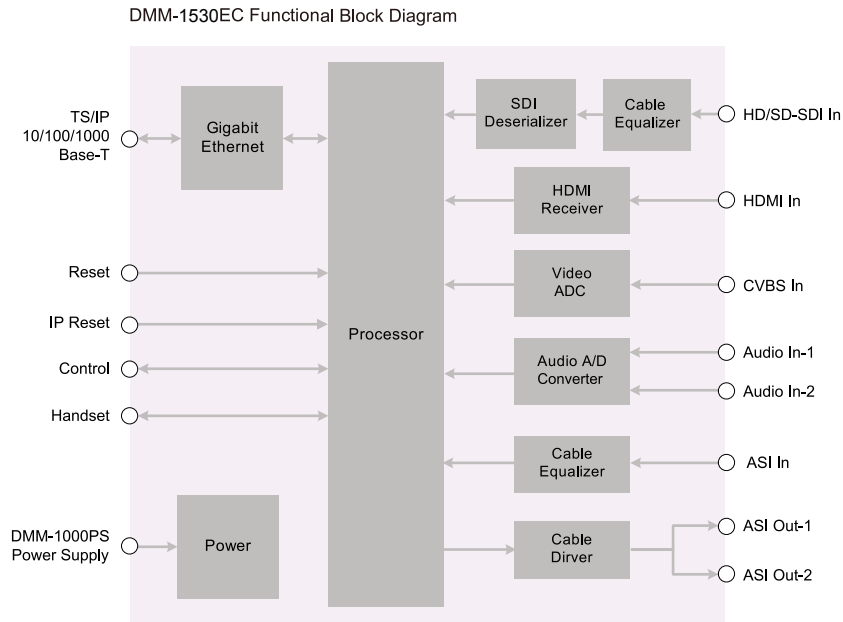 DMM-1530EC Functional Block Diagram
TS/IP
10/100/1000
Base-T
Gigabit
Ethernet
Reset
IP Reset
Control
Handset
DMM-1000PS
Power Supply
Power
Processor
SDI
Deserializer
Cable
Equalizer
HD/SD-SDI In
HDMI
Receiver
HDMI In
Video
ADC
CVBS In
Audio A/D
Converter
Audio In-1
Audio In-2
Cable
Equalizer
ASI In
Cable
Dirver
ASI Out-1
ASI Out-2